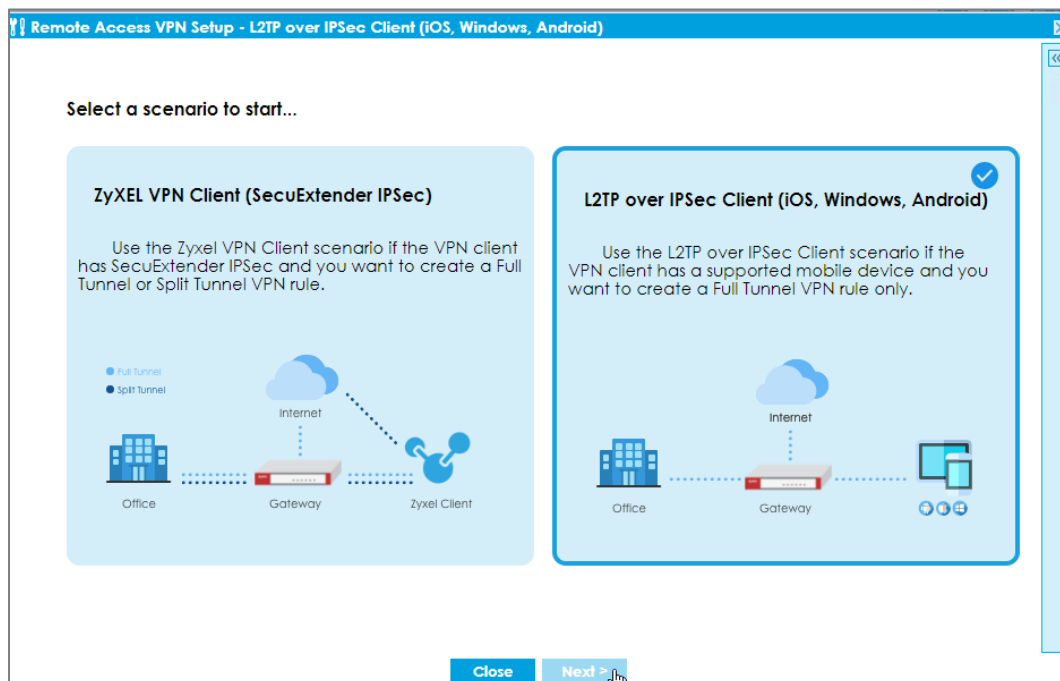 Remote Access VPN Setup - L2TP over IPSec Client (iOS, Windows, Android)
Select a scenario to start...
ZyXEL VPN Client (SecuExtender IPSec)
Use the Zyxel VPN Client scenario if the VPN client
has SecuExtender IPSec and you want to create a Full
Tunnel or Split Tunnel VPN rule.
Full Tunnel
Split Tunnel
Internet
Office
Gateway
Zyxel Client
L2TP over IPSec Client (iOS, Windows, Android)
Use the L2TP over IPSec Client scenario if the
VPN client has a supported mobile device and you
want to create a Full Tunnel VPN rule only.
Internet
Office
Gateway
Close
Next >